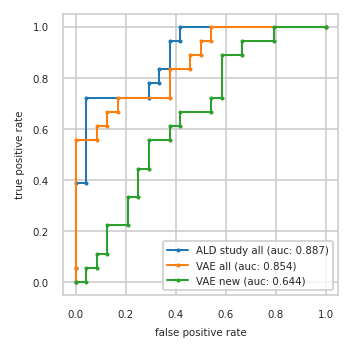 1.0
0.8
0.6
0.4
0.2
0.0
true positive rate
ALD study all (auc: 0.887)
VAE all (auc: 0.854)
VAE new (auc: 0.644)
0.0 0.2 0.4 0.6 0.8 1.0
false positive rate